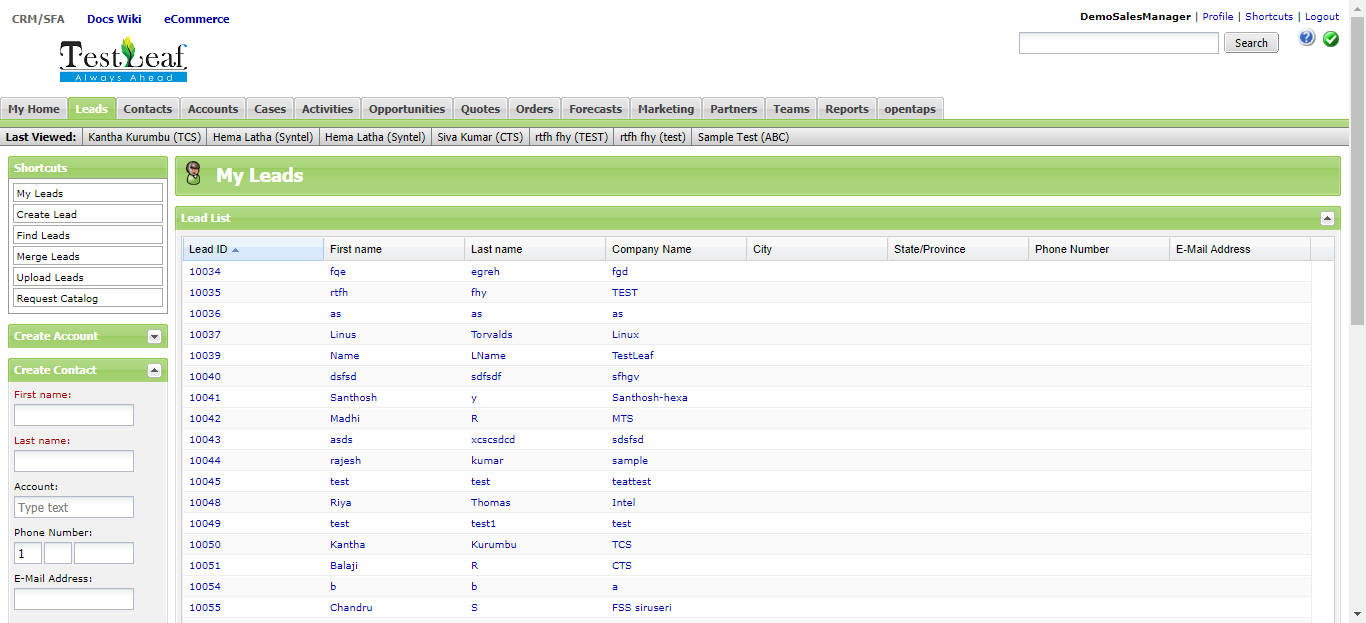 CRM/SFA Docs Wiki eCommerce
DemoSalesManager | Profile | Shortcuts | Logout
TestLeaf
Always Ahead
Search
?
My Home Leads Contacts Accounts Cases Activities Opportunities Quotes Orders Forecasts Marketing Partners Teams Reports opentaps
Last Viewed: Kantha Kurumbu (TCS) Hema Latha (Syntel) Hema Latha (Syntel) Siva Kumar (CTS) rtfh fhy (TEST) rtfh fhy (test) Sample Test (ABC)
Shortcuts
My Leads
Create Lead
Find Leads
Merge Leads
Upload Leads
Request Catalog
Create Account
Create Contact
First name:
Last name:
Account:
Type text
Phone Number:
1
E-Mail Address:
My Leads
Lead List
Lead ID First name Last name Company Name City State/Province Phone Number E-Mail Address
10034 fqe egreh fgd
10035 rtfh fhy TEST
10036 as as as
10037 Linus Torvalds Linux
10039 Name LName TestLeaf
10040 dsfsd sdfsdf sfhgv
10041 Santhosh y Santhosh-hexa
10042 Madhi R MTS
10043 asds xcscsdcd sdsfsd
10044 rajesh kumar sample
10045 test test teattest
10048 Riya Thomas Intel
10049 test test1 test
10050 Kantha Kurumbu TCS
10051 Balaji R CTS
10054 b b a
10055 Chandru S FSS siruseri